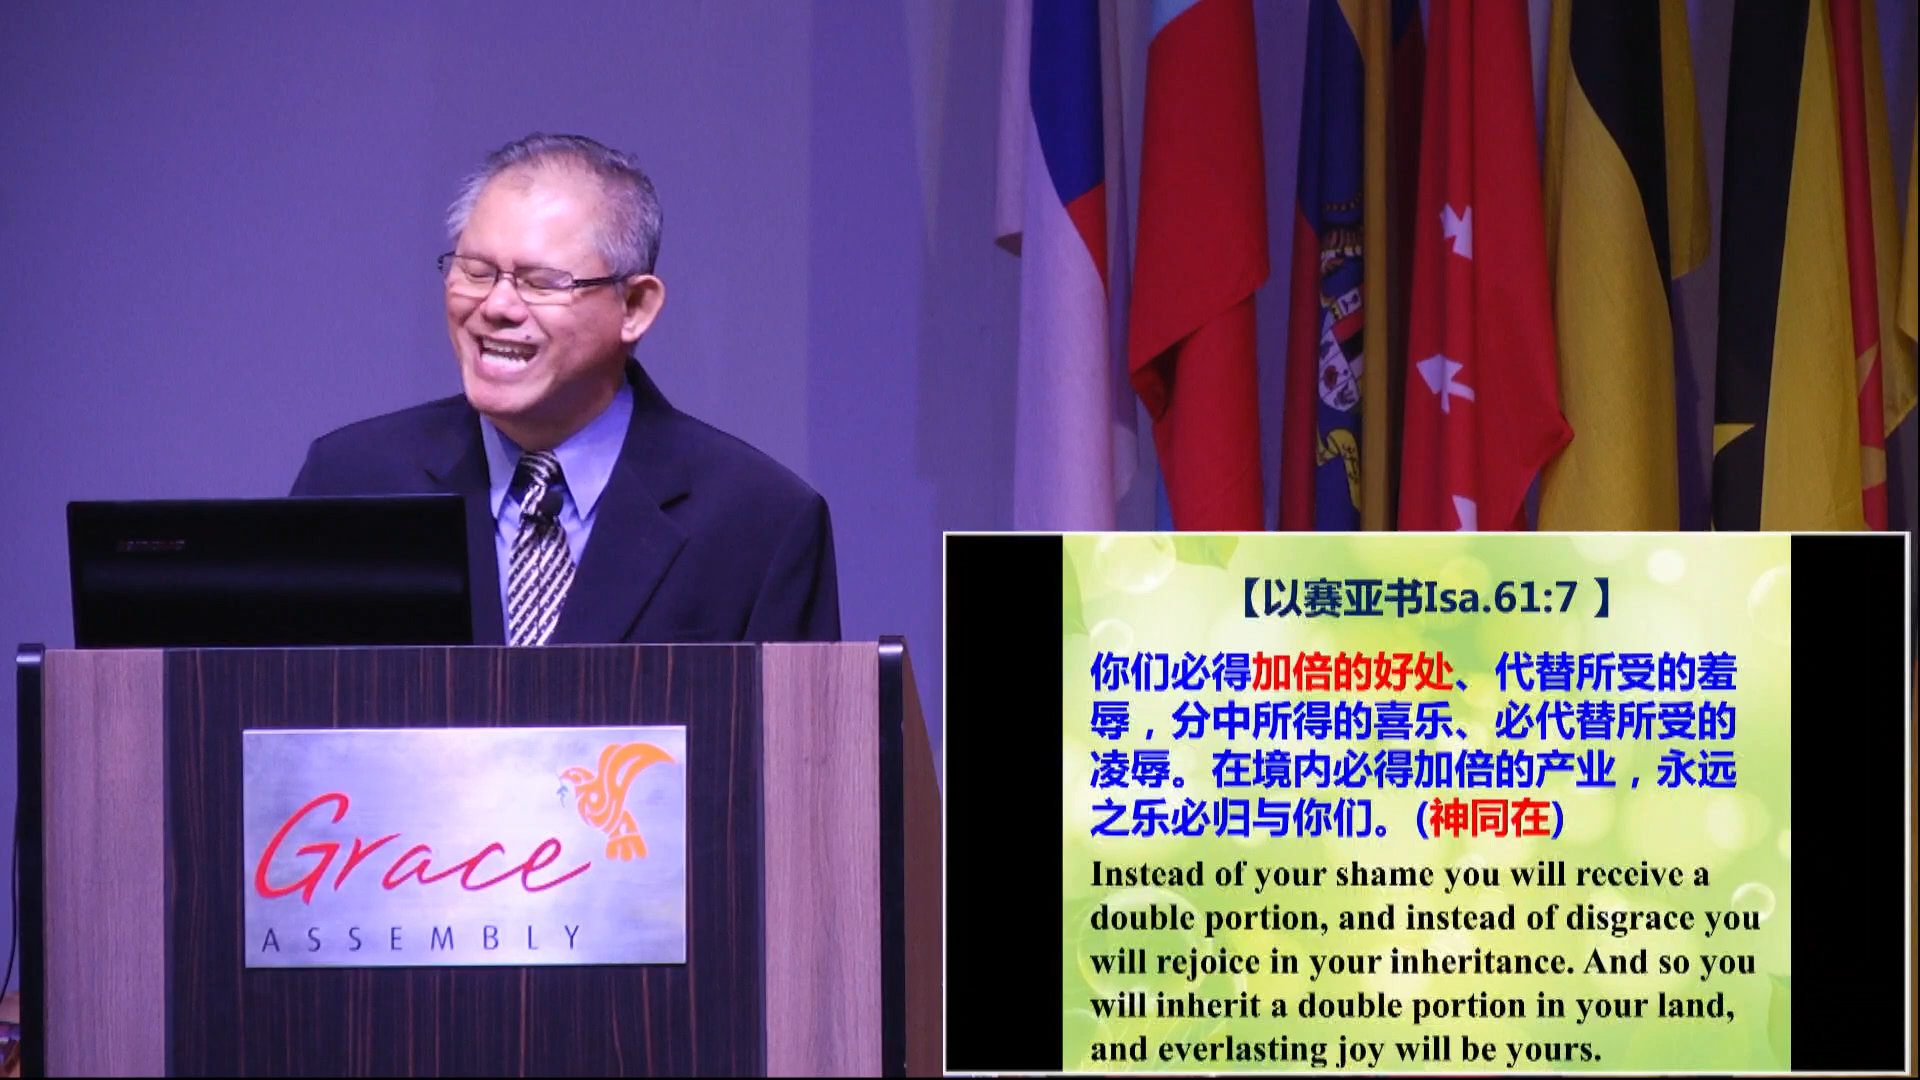 lenovo
Grace
ASSEMBLY
【以赛亚书Isa.61:7 】
你们必得加倍的好处、代替所受的羞
辱，分中所得的喜乐、必代替所受的
凌辱。在境内必得加倍的产业，永远
之乐必归与你们。(神同在)
Instead of your shame you will receive a
double portion, and instead of disgrace you
will rejoice in your inheritance. And so you
will inherit a double portion in your land,
and everlasting joy will be yours.